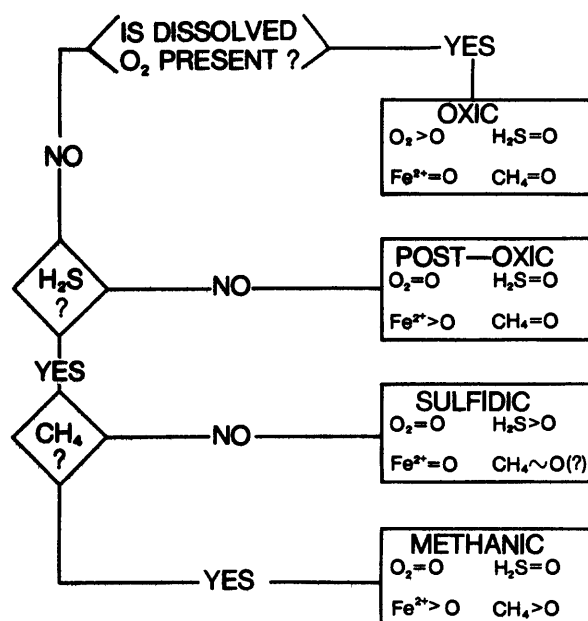 IS DISSOLVED
O₂ PRESENT ?
YES
NO
OXIC
O₂>O H₂S=O
Fe²⁺=O CH₄=O
H₂S
?
NO
POST—OXIC
O₂=O H₂S=O
Fe²⁺>O CH₄=O
YES
CH₄
?
NO
SULFIDIC
O₂=O H₂S>O
Fe²⁺=O CH₄~O(?)
YES
METHANIC
O₂=O H₂S=O
Fe²⁺>O CH₄>O